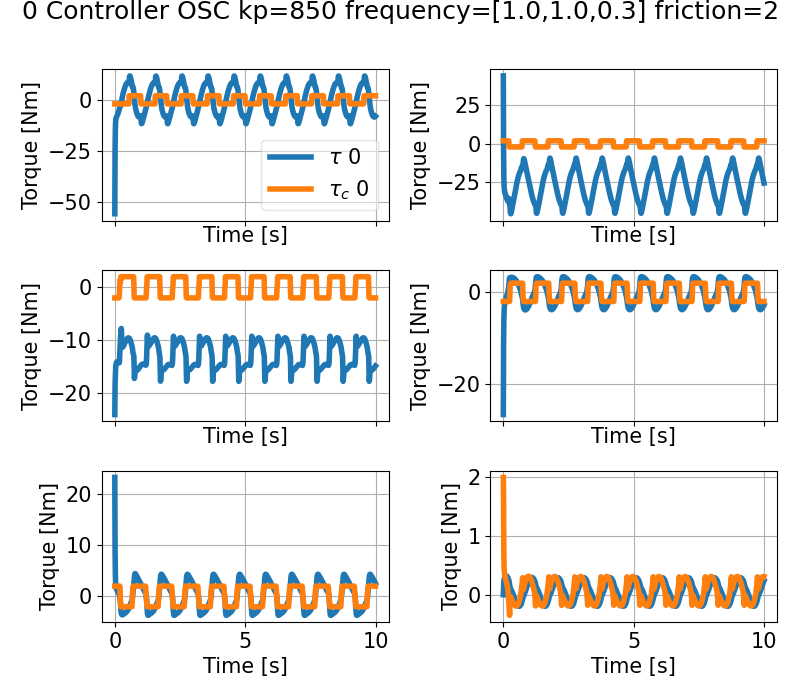 0 Controller OSC kp=850 frequency=[1.0,1.0,0.3] friction=2
Torque [Nm]
0
−25
−50
τ 0
τc 0
Time [s]
Torque [Nm]
25
0
−25
Time [s]
Torque [Nm]
0
−10
−20
Time [s]
Torque [Nm]
0
−20
Time [s]
Torque [Nm]
20
10
0
0 5 10
Time [s]
Torque [Nm]
2
1
0
0 5 10
Time [s]